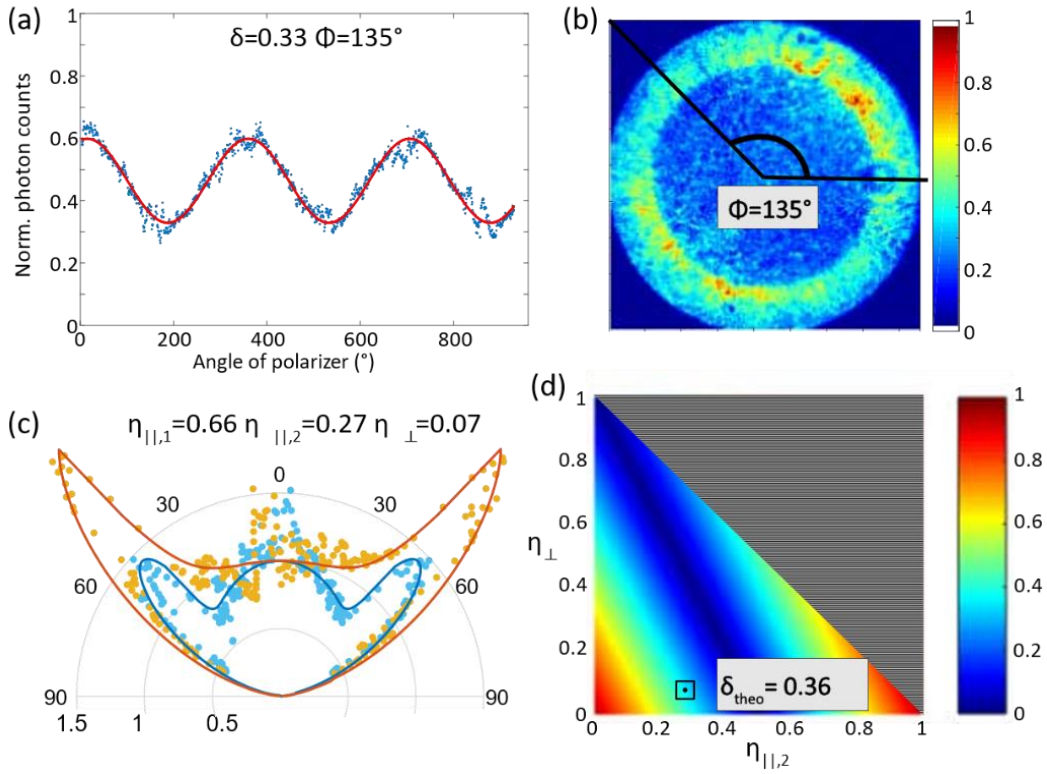 (a)
δ=0.33 Φ=135°
Norm. photon counts
1
0.8
0.6
0.4
0.2
0
0 200 400 600 800
Angle of polarizer (°)
(b)
Φ=135°
1
0.8
0.6
0.4
0.2
0
(c)
η||,1=0.66 η||,2=0.27 η⊥=0.07
0
30 30
60 60
90 90
1.5 1 0.5
(d)
η⊥
1
0.8
0.6
0.4
0.2
0
δtheo= 0.36
0 0.2 0.4 0.6 0.8 1
η||,2
1
0.8
0.6
0.4
0.2
0